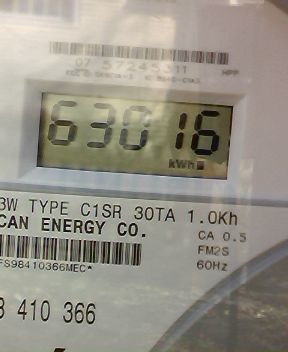 07 57245311
HPP
63016
kWh
3W TYPE C1SR 30TA 1.0Kh
CAN ENERGY CO.
CA 0.5
FM2S
FS98410366MEC*
60Hz
410 366